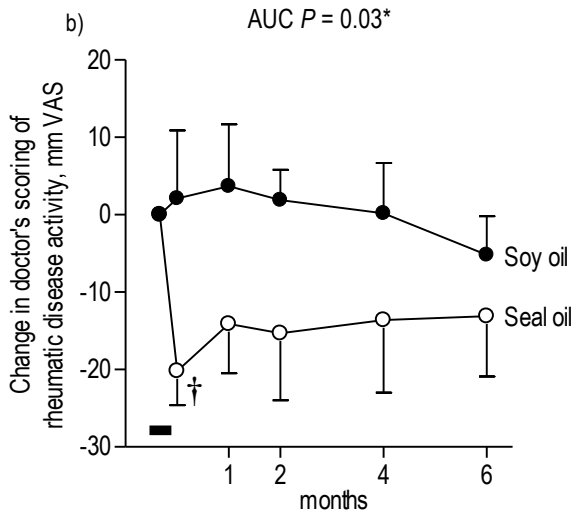 b)
AUC P = 0.03*
Change in doctor's scoring of
rheumatic disease activity, mm VAS
20
10
0
-10
-20
-30
Soy oil
Seal oil
†
1
2
4
6
months